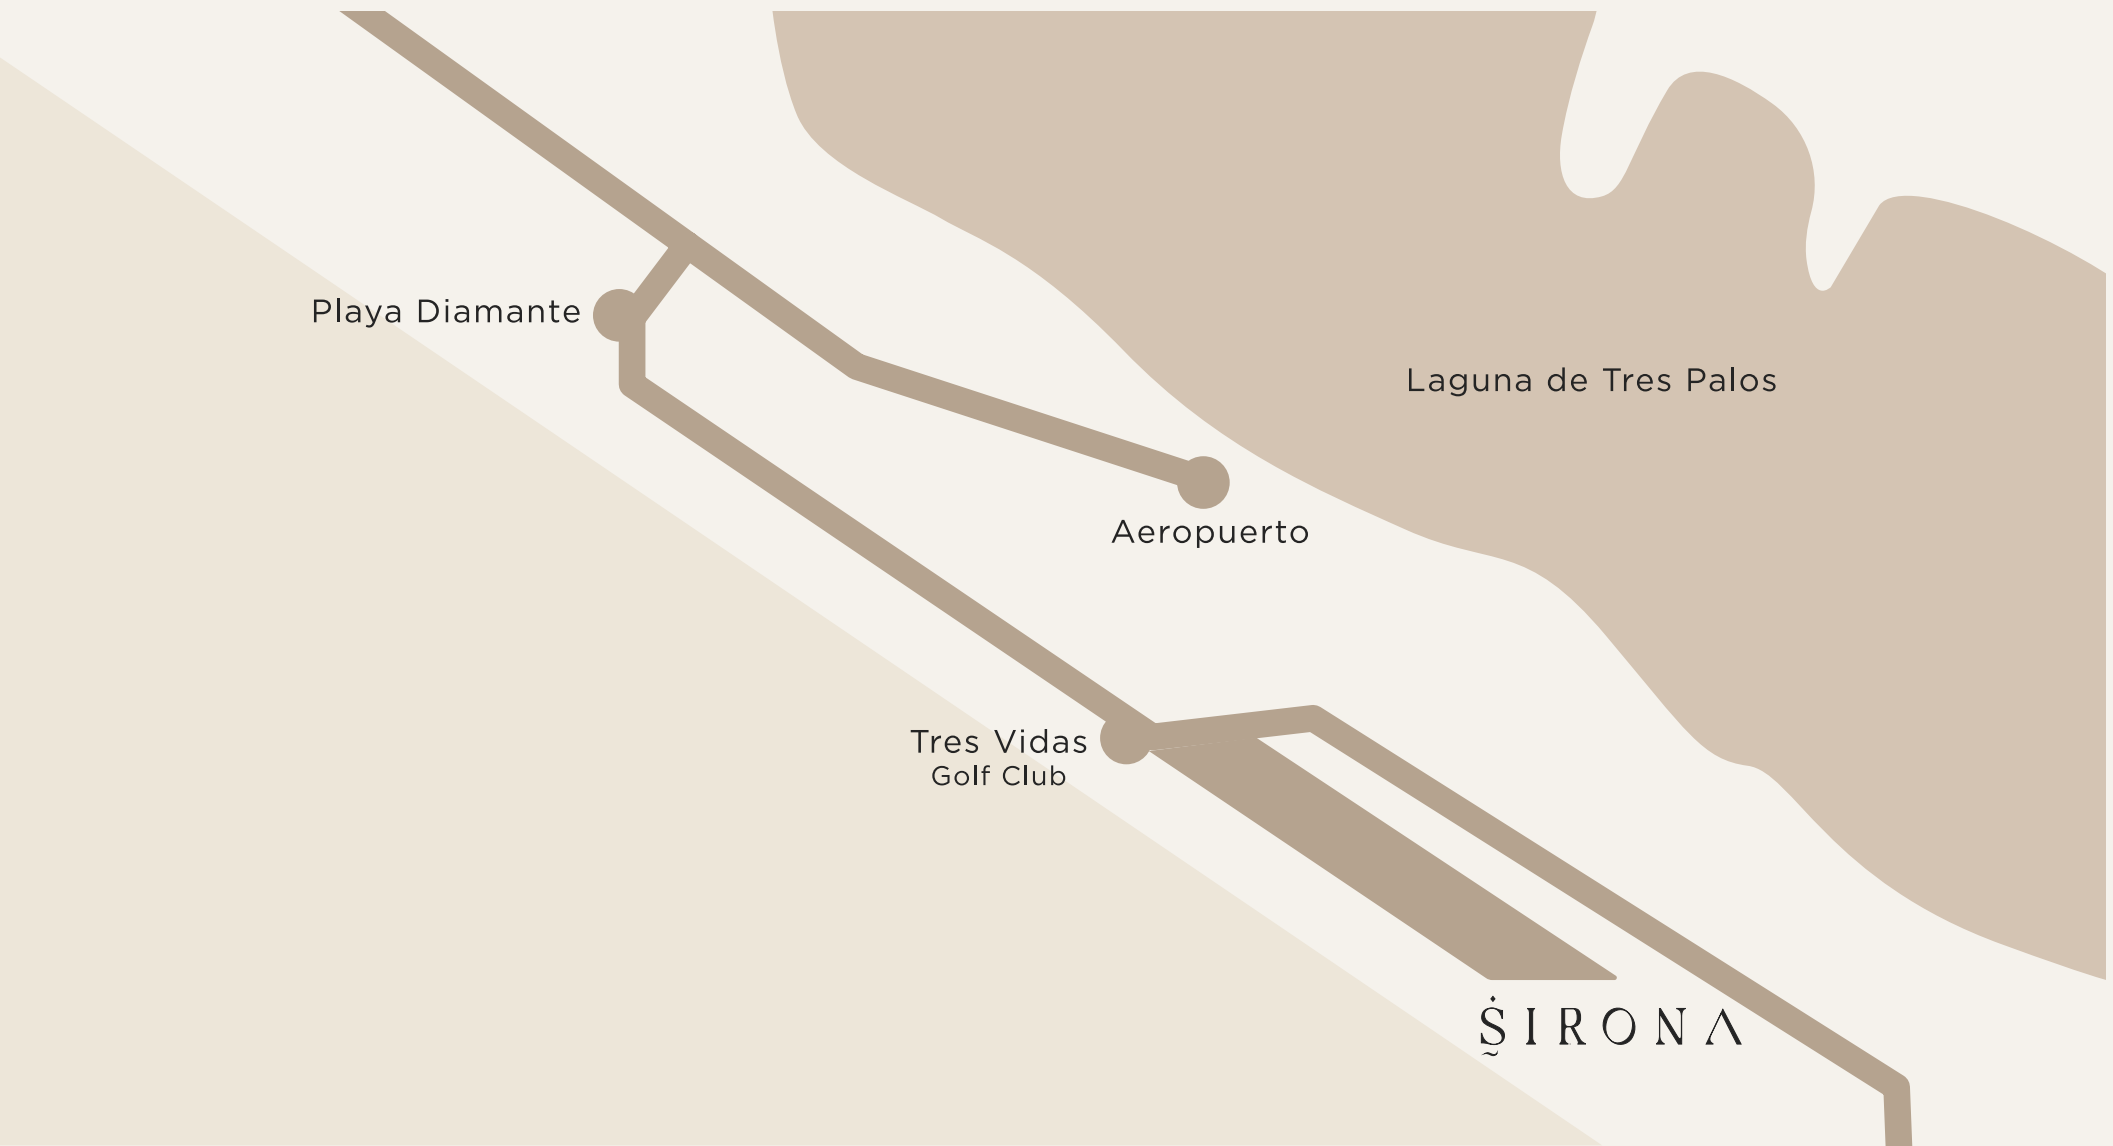 Playa Diamante
Laguna de Tres Palos
Aeropuerto
Tres Vidas
Golf Club
SIRONA